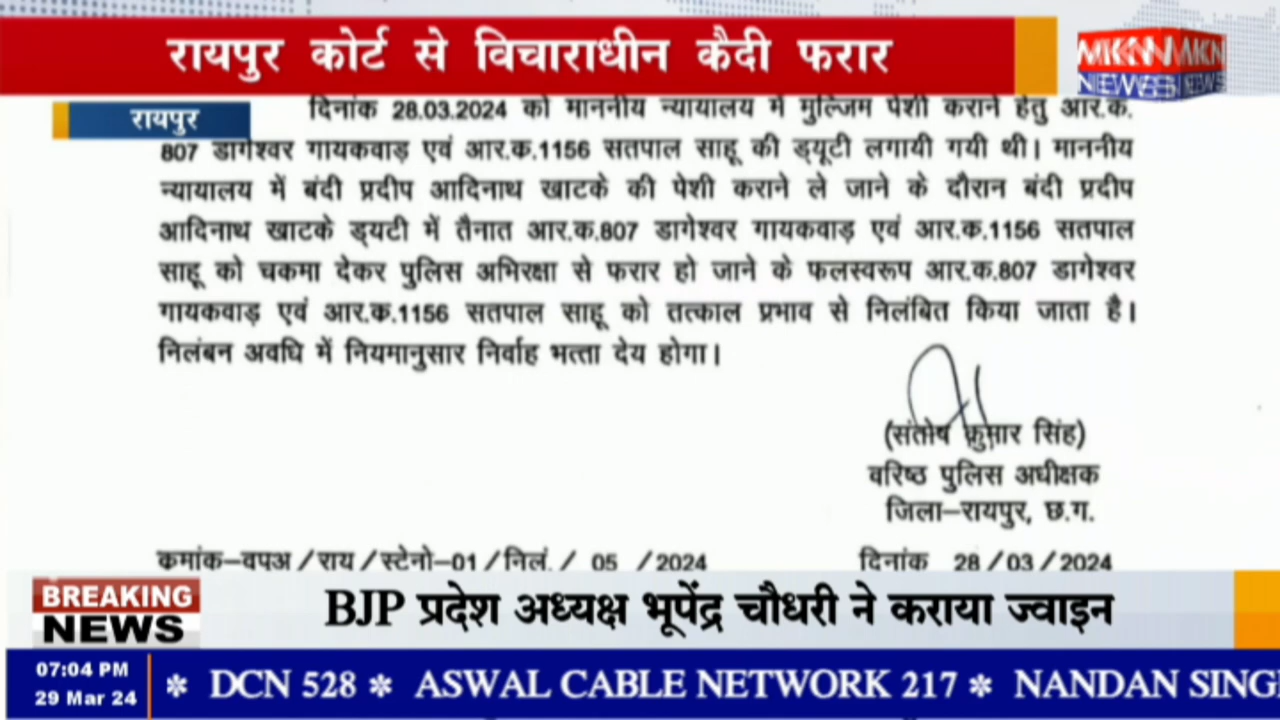 रायपुर कोर्ट से विचाराधीन कैदी फरार
MKN NEWS
रायपुर
दिनांक 28.03.2024 को माननीय न्यायालय में मुल्जिम पेशी कराने हेतु आर.क.
807 डागेश्वर गायकवाड़ एवं आर.क.1156 सतपाल साहू की ड्यूटी लगायी गयी थी। माननीय
न्यायालय में बंदी प्रदीप आदिनाथ खाटके की पेशी कराने ले जाने के दौरान बंदी प्रदीप
आदिनाथ खाटके ड्यटी में तैनात आर.क.807 डागेश्वर गायकवाड़ एवं आर.क.1156 सतपाल
साहू को चकमा देकर पुलिस अभिरक्षा से फरार हो जाने के फलस्वरूप आर.क.807 डागेश्वर
गायकवाड़ एवं आर.क.1156 सतपाल साहू को तत्काल प्रभाव से निलंबित किया जाता है।
निलंबन अवधि में नियमानुसार निर्वाह भत्ता देय होगा।
(संतोष कुमार सिंह)
वरिष्ठ पुलिस अधीक्षक
जिला–रायपुर, छ.ग.
कमांक–वपुअ/राय/स्टेनो–01/निलं./ 05 /2024 दिनांक 28/03/2024
BREAKING NEWS
BJP प्रदेश अध्यक्ष भूपेंद्र चौधरी ने कराया ज्वाइन
07:04 PM
29 Mar 24
* DCN 528 * ASWAL CABLE NETWORK 217 * NANDAN SING